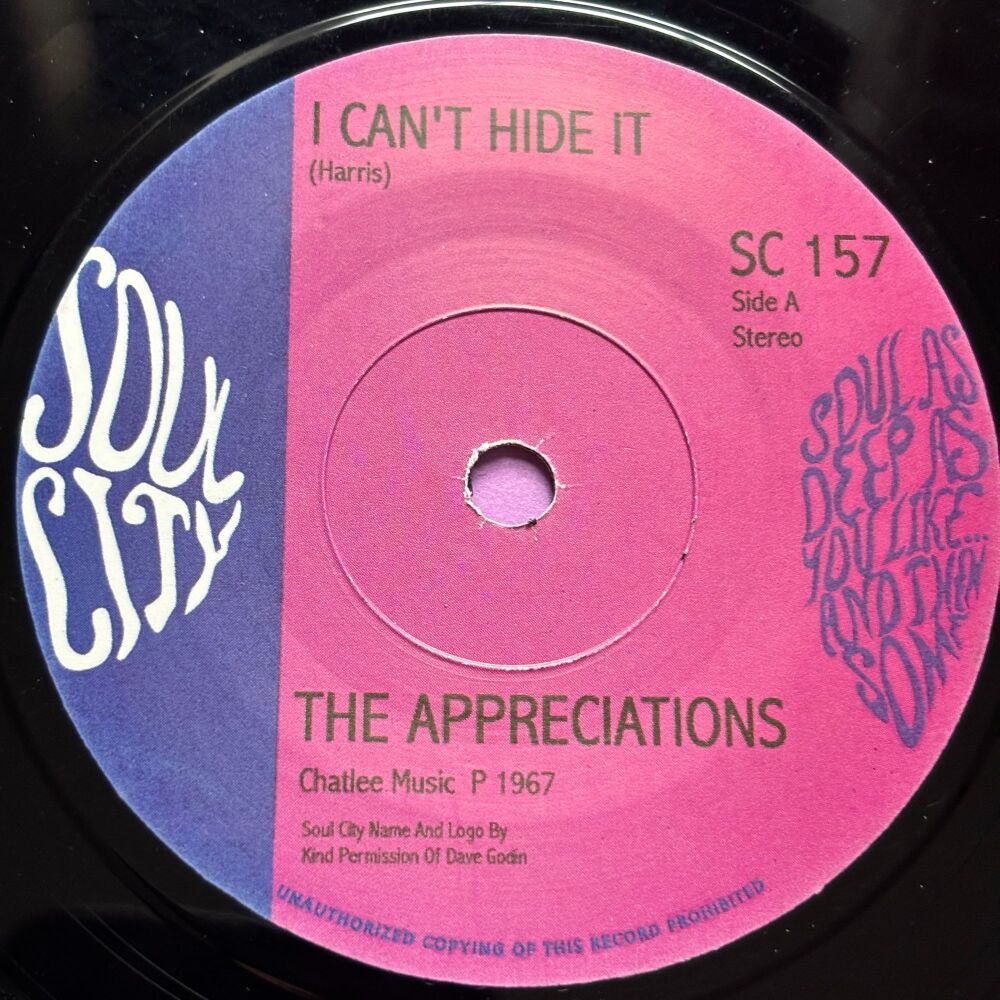 I CAN'T HIDE IT
(Harris)
SC 157
Side A
Stereo
SOUL
CITY
SOUL AS
DEEP AS
YOU LIKE...
AND THEN
SOME
THE APPRECIATIONS
Chatlee Music P 1967
Soul City Name And Logo By
Kind Permission Of Dave Godin
UNAUTHORIZED COPYING OF THIS RECORD PROHIBITED